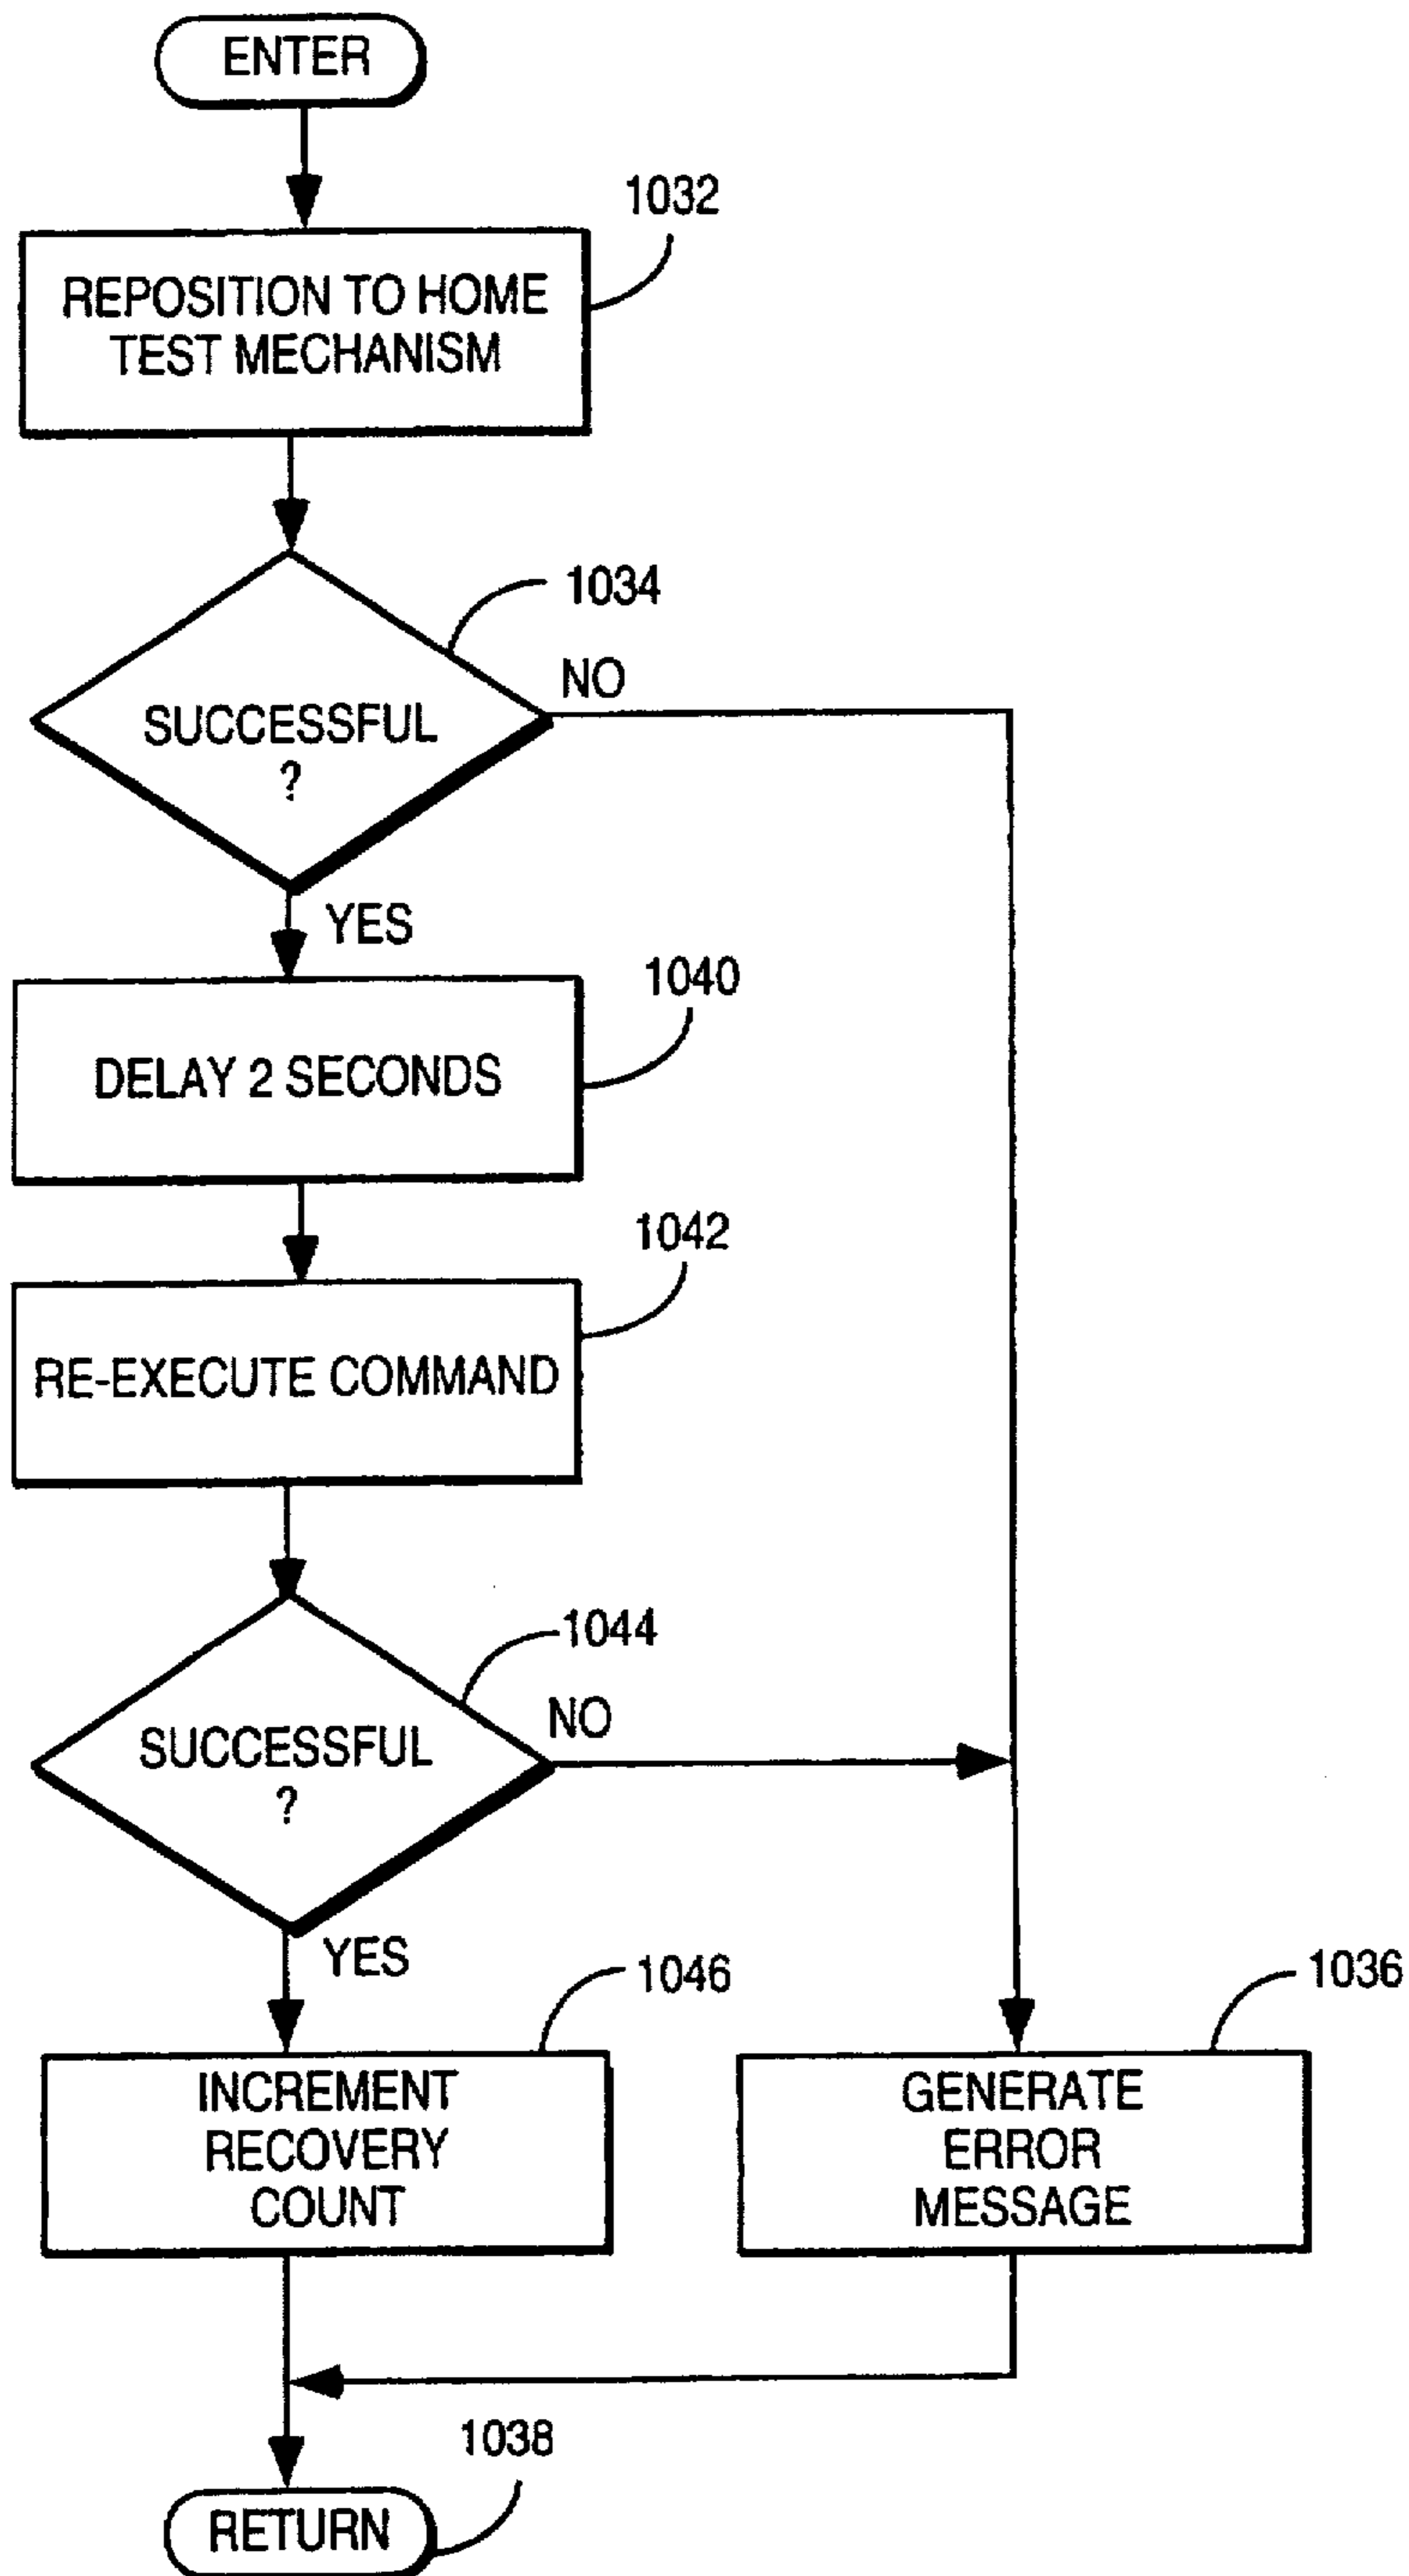 ENTER
1032
REPOSITION TO HOME
TEST MECHANISM
1034
NO
SUCCESSFUL
?
YES
1040
DELAY 2 SECONDS
1042
RE-EXECUTE COMMAND
1044
NO
SUCCESSFUL
?
YES
1046
1036
INCREMENT
RECOVERY
COUNT
GENERATE
ERROR
MESSAGE
1038
RETURN